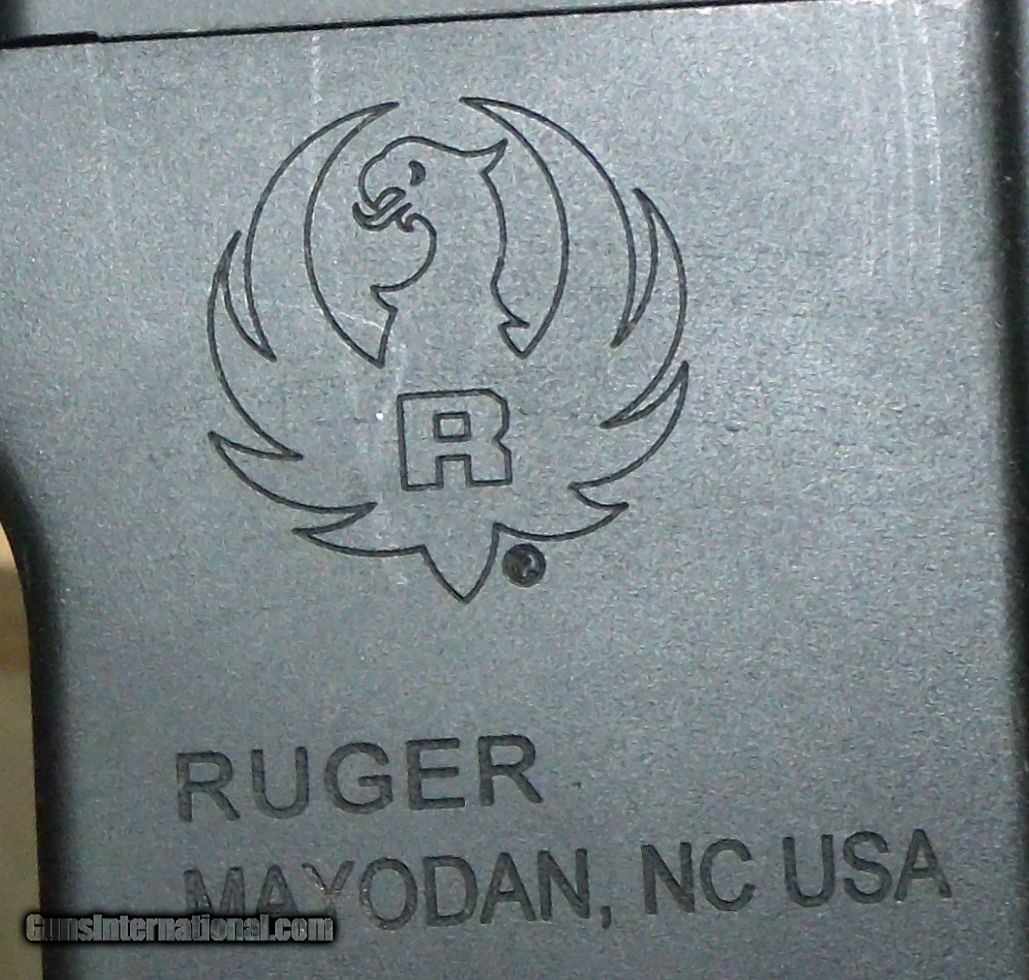 R
RUGER
MAYODAN, NC USA
GunsInternational.com